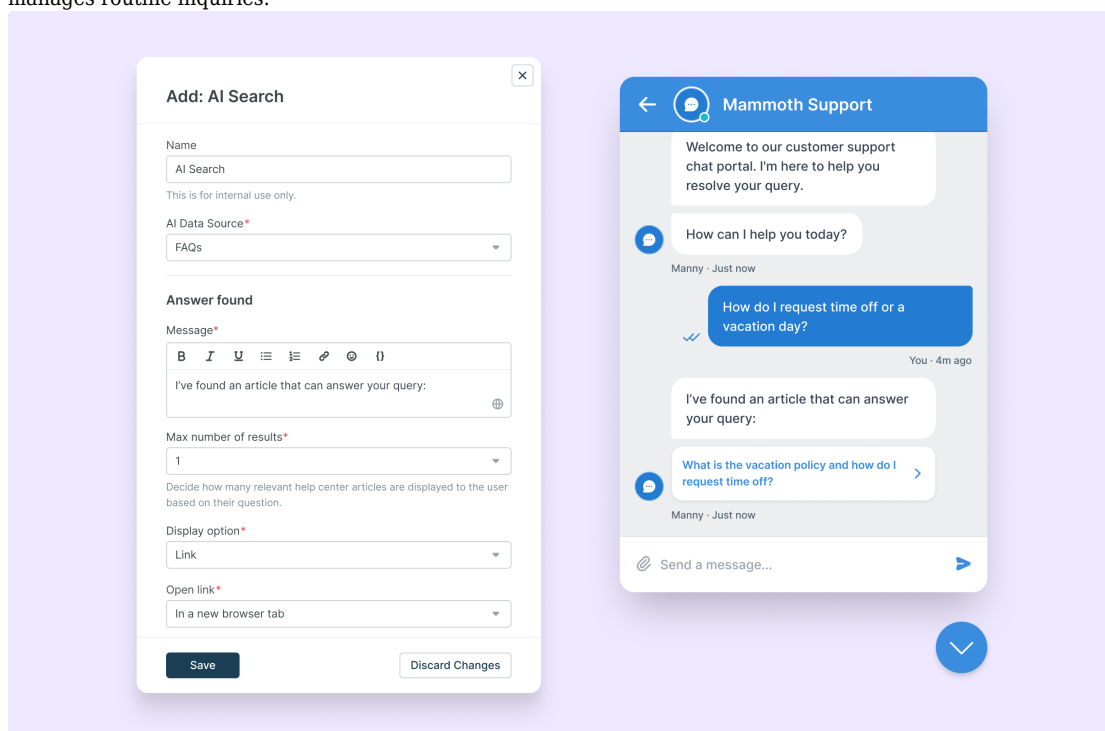 manages routine inquiries.
Add: AI Search
Name
AI Search
This is for internal use only.
AI Data Source*
FAQs
Answer found
Message*
B I U {}
I've found an article that can answer your query:
Max number of results*
1
Decide how many relevant help center articles are displayed to the user
based on their question.
Display option*
Link
Open link*
In a new browser tab
Save
Discard Changes
Mammoth Support
Welcome to our customer support
chat portal. I'm here to help you
resolve your query.
How can I help you today?
Manny · Just now
How do I request time off or a
vacation day?
You · 4m ago
I've found an article that can answer
your query:
What is the vacation policy and how do I
request time off?
Manny · Just now
Send a message...